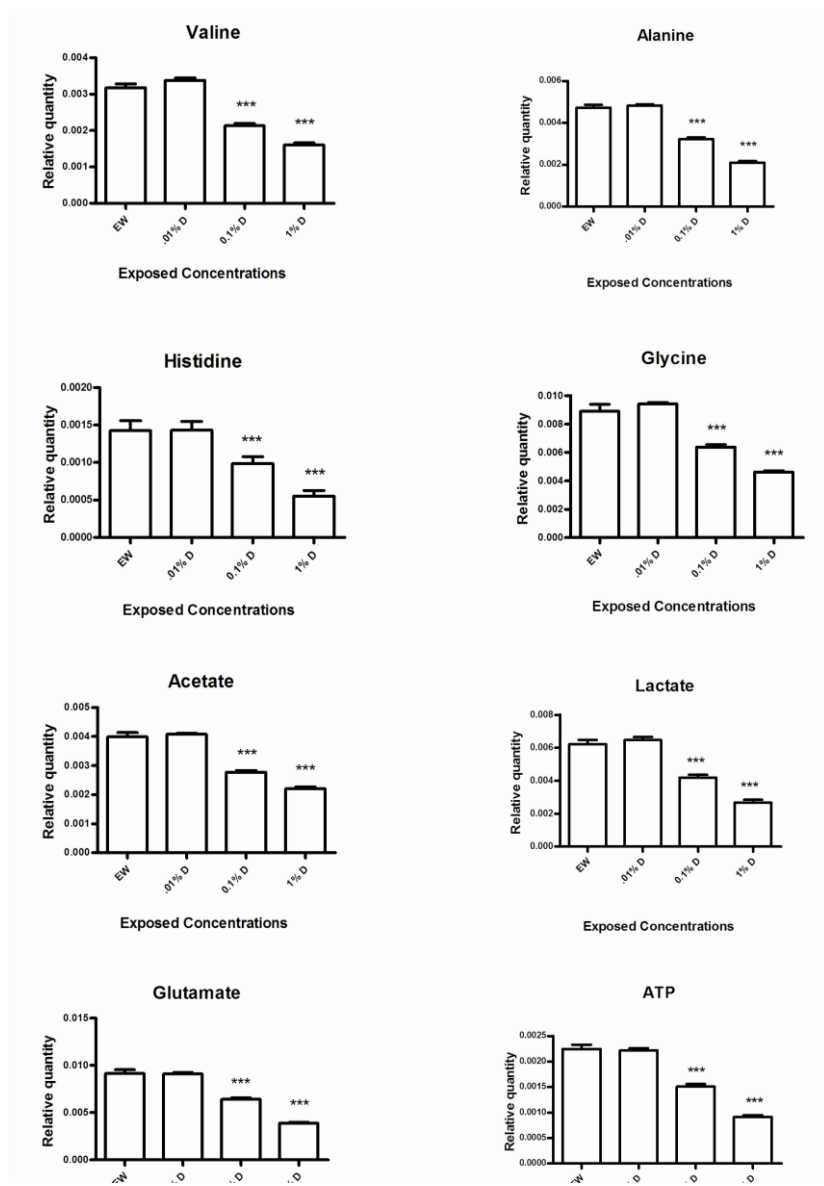 Valine
Relative quantity
0.004
0.003
0.002
0.001
0.000
***
***
EW
.01% D
0.1% D
1% D
Exposed Concentrations
Alanine
Relative quantity
0.006
0.004
0.002
0.000
***
***
EW
.01% D
0.1% D
1% D
Exposed Concentrations
Histidine
Relative quantity
0.0020
0.0015
0.0010
0.0005
0.0000
***
***
EW
.01% D
0.1% D
1% D
Exposed Concentrations
Glycine
Relative quantity
0.010
0.008
0.006
0.004
0.002
0.000
***
***
EW
.01% D
0.1% D
1% D
Exposed Concentrations
Acetate
Relative quantity
0.005
0.004
0.003
0.002
0.001
0.000
***
***
EW
.01% D
0.1% D
1% D
Exposed Concentrations
Lactate
Relative quantity
0.008
0.006
0.004
0.002
0.000
***
***
EW
.01% D
0.1% D
1% D
Exposed Concentrations
Glutamate
Relative quantity
0.015
0.010
0.005
0.000
***
***
EW
% D
% D
% D
ATP
Relative quantity
0.0025
0.0020
0.0015
0.0010
0.0005
0.0000
***
***
EW